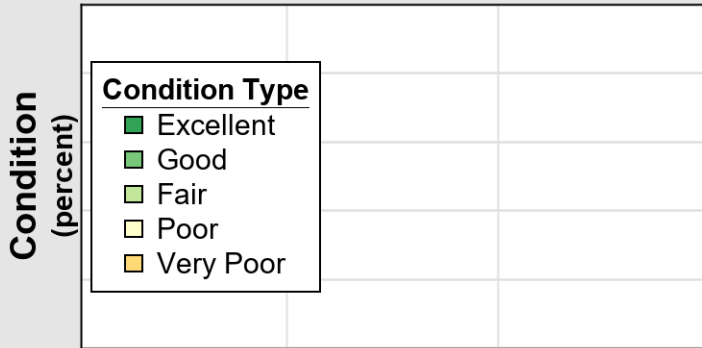 Condition
(percent)
Condition Type
Excellent
Good
Fair
Poor
Very Poor